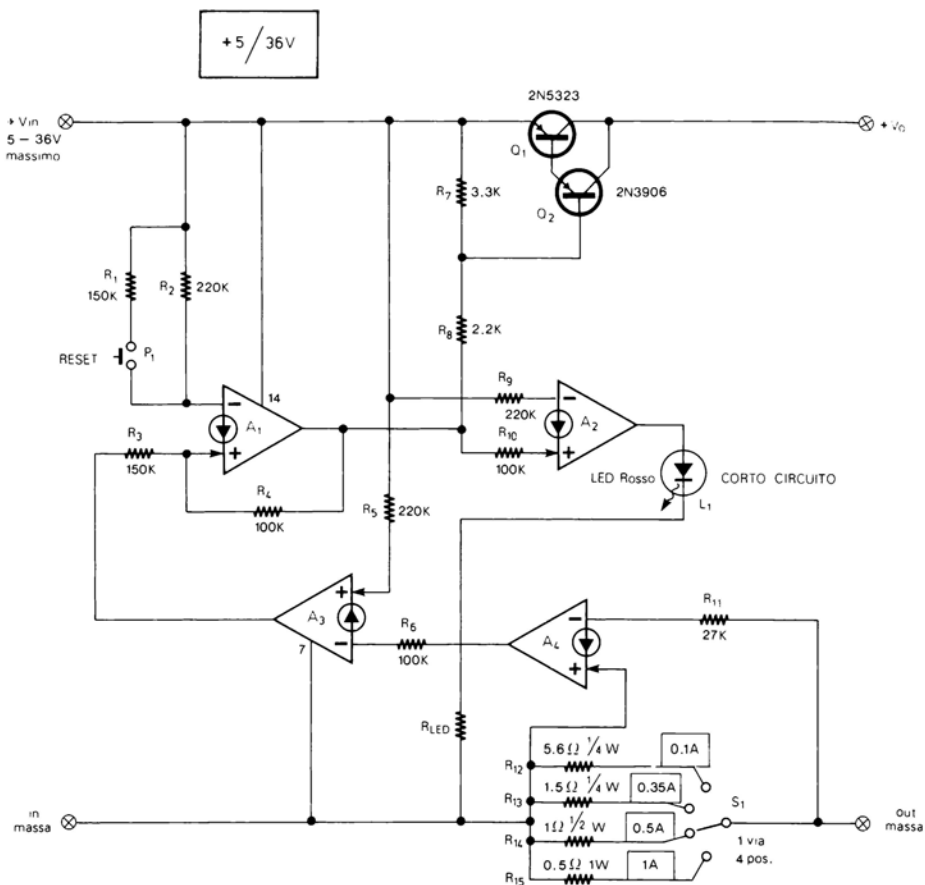 +5/36V
2N5323
+ Vin
5 – 36V
massimo
+ Vo
Q1
2N3906
Q2
R7
3.3K
R1
150K
R2
220K
R8
2.2K
RESET
P1
14
A1
R9
220K
A2
R3
150K
R10
100K
LED Rosso
CORTO CIRCUITO
L1
R4
100K
R5
220K
A3
7
R6
100K
A4
R11
27K
RLED
R12
5.6Ω ¼ W
0.1A
R13
1.5Ω ¼ W
0.35A
S1
in
massa
R14
1Ω ½ W
0.5A
out
massa
1 via
4 pos.
R15
0.5Ω 1W
1A